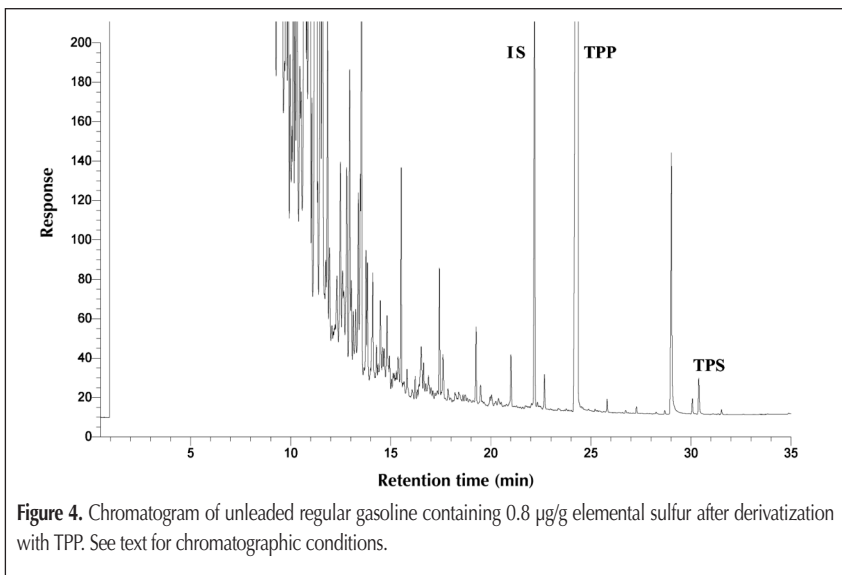 200
180
160
140
120
100
80
60
40
20
0
Response
IS
TPP
TPS
5
10
15
20
25
30
35
Retention time (min)
Figure 4. Chromatogram of unleaded regular gasoline containing 0.8 µg/g elemental sulfur after derivatization
with TPP. See text for chromatographic conditions.